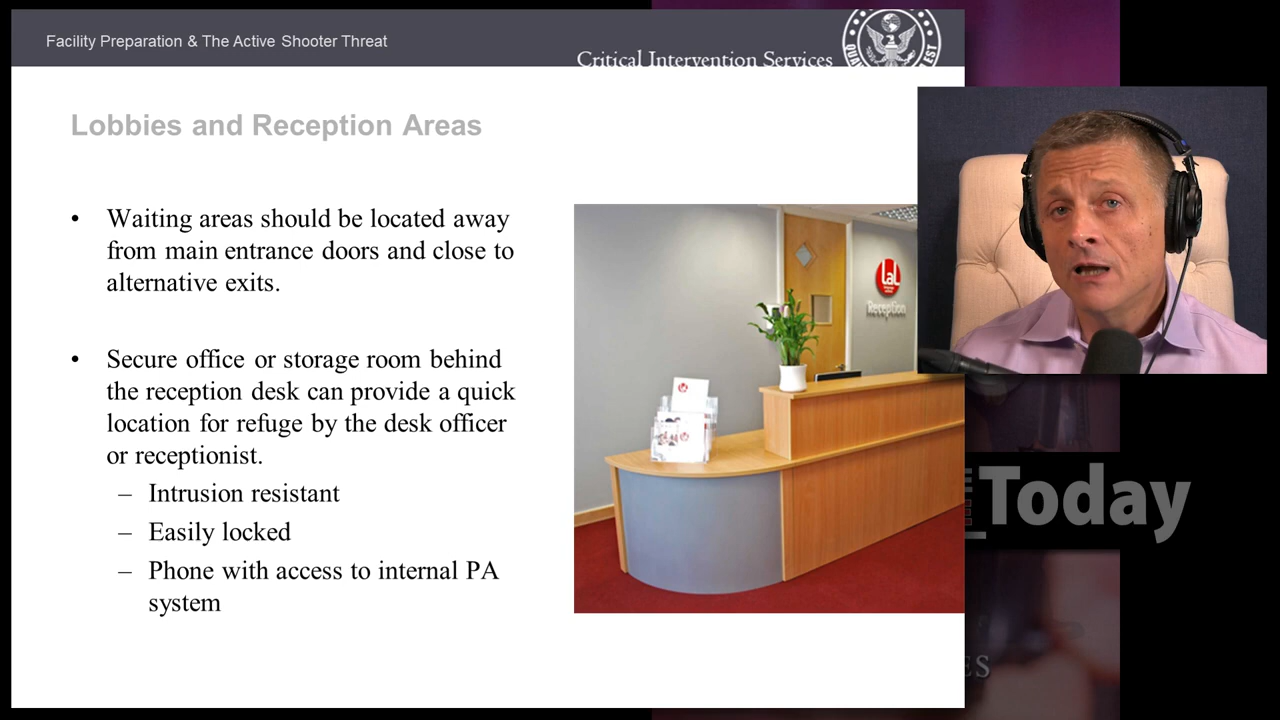 Facility Preparation & The Active Shooter Threat
Critical Intervention Services
Lobbies and Reception Areas
• Waiting areas should be located away
from main entrance doors and close to
alternative exits.
• Secure office or storage room behind
the reception desk can provide a quick
location for refuge by the desk officer
or receptionist.
– Intrusion resistant
– Easily locked
– Phone with access to internal PA
system
lal
Reception
Today
ES